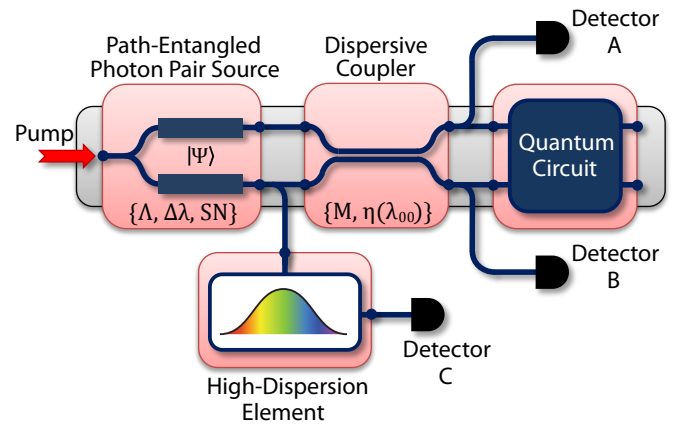 Path-Entangled
Photon Pair Source
Dispersive
Coupler
Detector
A
Pump
|Ψ⟩
Quantum
Circuit
{Λ, Δλ, SN}
{M, η(λ₀₀)}
Detector
B
Detector
C
High-Dispersion
Element